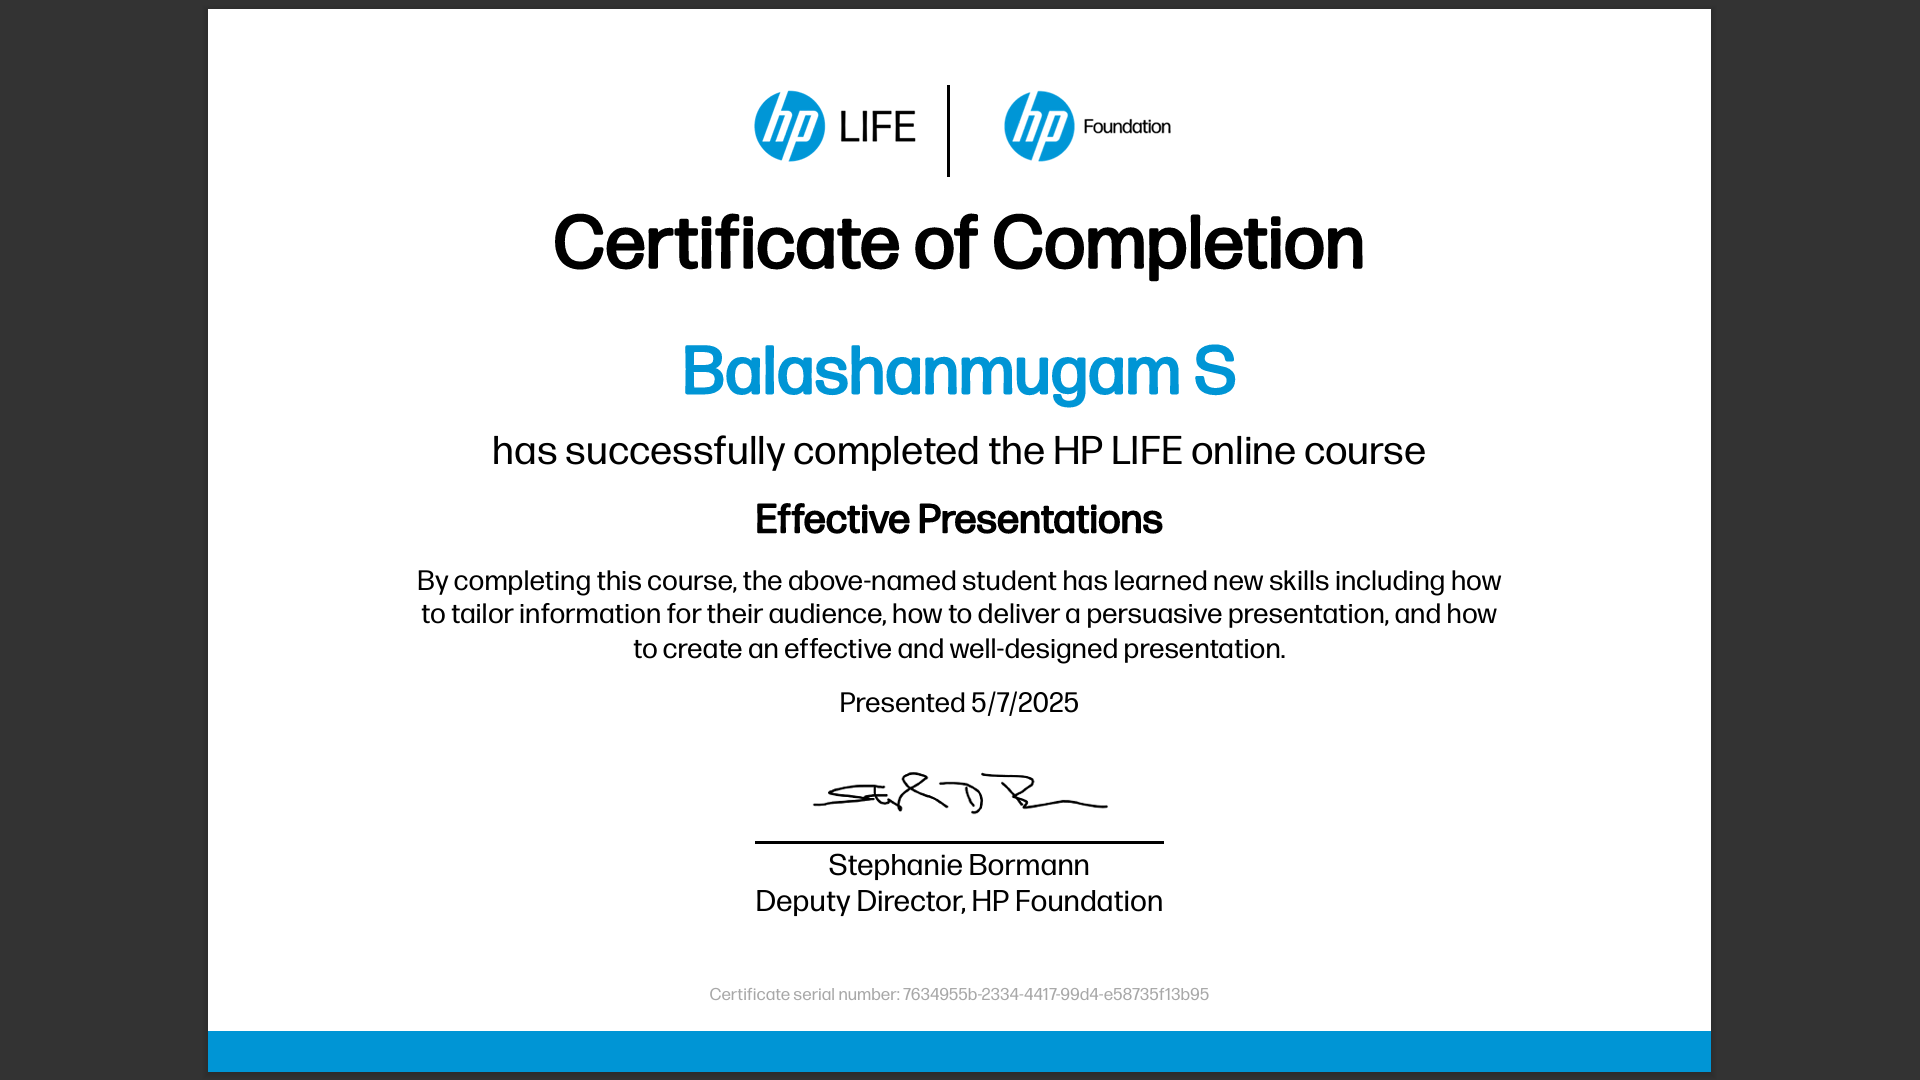 hp LIFE
hp Foundation
Certificate of Completion
Balashanmugam S
has successfully completed the HP LIFE online course
Effective Presentations
By completing this course, the above-named student has learned new skills including how
to tailor information for their audience, how to deliver a persuasive presentation, and how
to create an effective and well-designed presentation.
Presented 5/7/2025
Stephanie Bormann
Deputy Director, HP Foundation
Certificate serial number: 7634955b-2334-4417-99d4-e58735f13b95